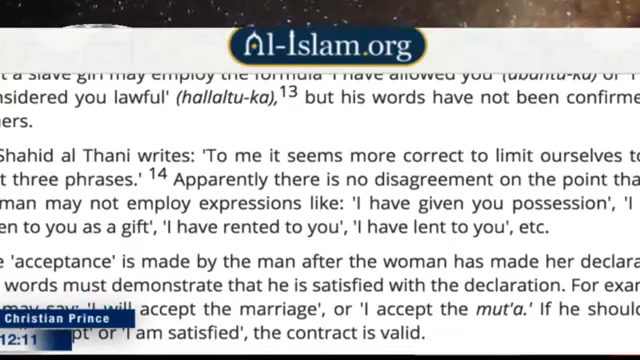 Al-Islam.org
a slave girl may employ the formula 'I have allowed you' (abahtu-ka) or
nsidered you lawful' (hallaltu-ka),13 but his words have not been confirme
ers.
Shahid al Thani writes: 'To me it seems more correct to limit ourselves to
t three phrases.' 14 Apparently there is no disagreement on the point tha
man may not employ expressions like: 'I have given you possession', 'I
en to you as a gift', 'I have rented to you', 'I have lent to you', etc.
e 'acceptance' is made by the man after the woman has made her declara
words must demonstrate that he is satisfied with the declaration. For exam
may say: 'I will accept the marriage', or 'I accept the mut'a.' If he shoul
Christian Prince
pt' or 'I am satisfied', the contract is valid.
12:11